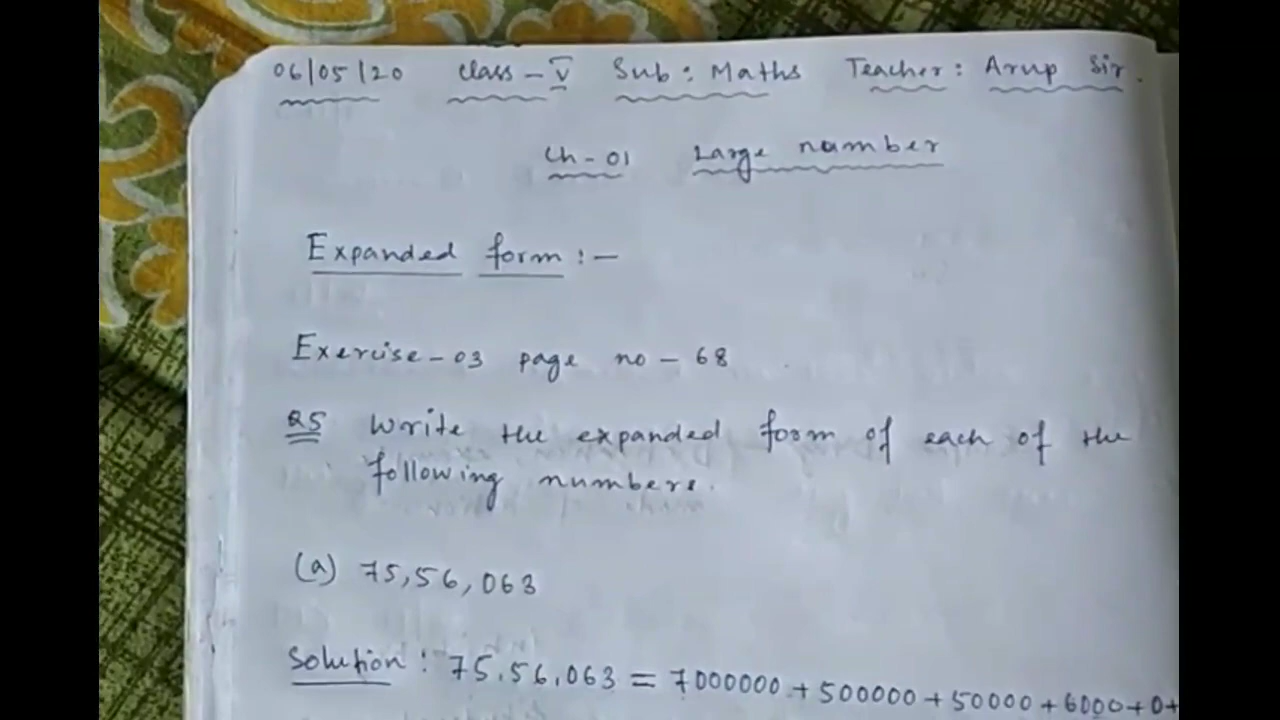 06/05/20 Class - V Sub : Maths Teacher : Arup Sir.
Ch - 01 Large number
Expanded form :-
Exercise - 03 page no - 68
Q5 Write the expanded form of each of the
following numbers.
(a) 75,56,063
Solution : 75,56,063 = 7000000 + 500000 + 50000 + 6000 + 0 +